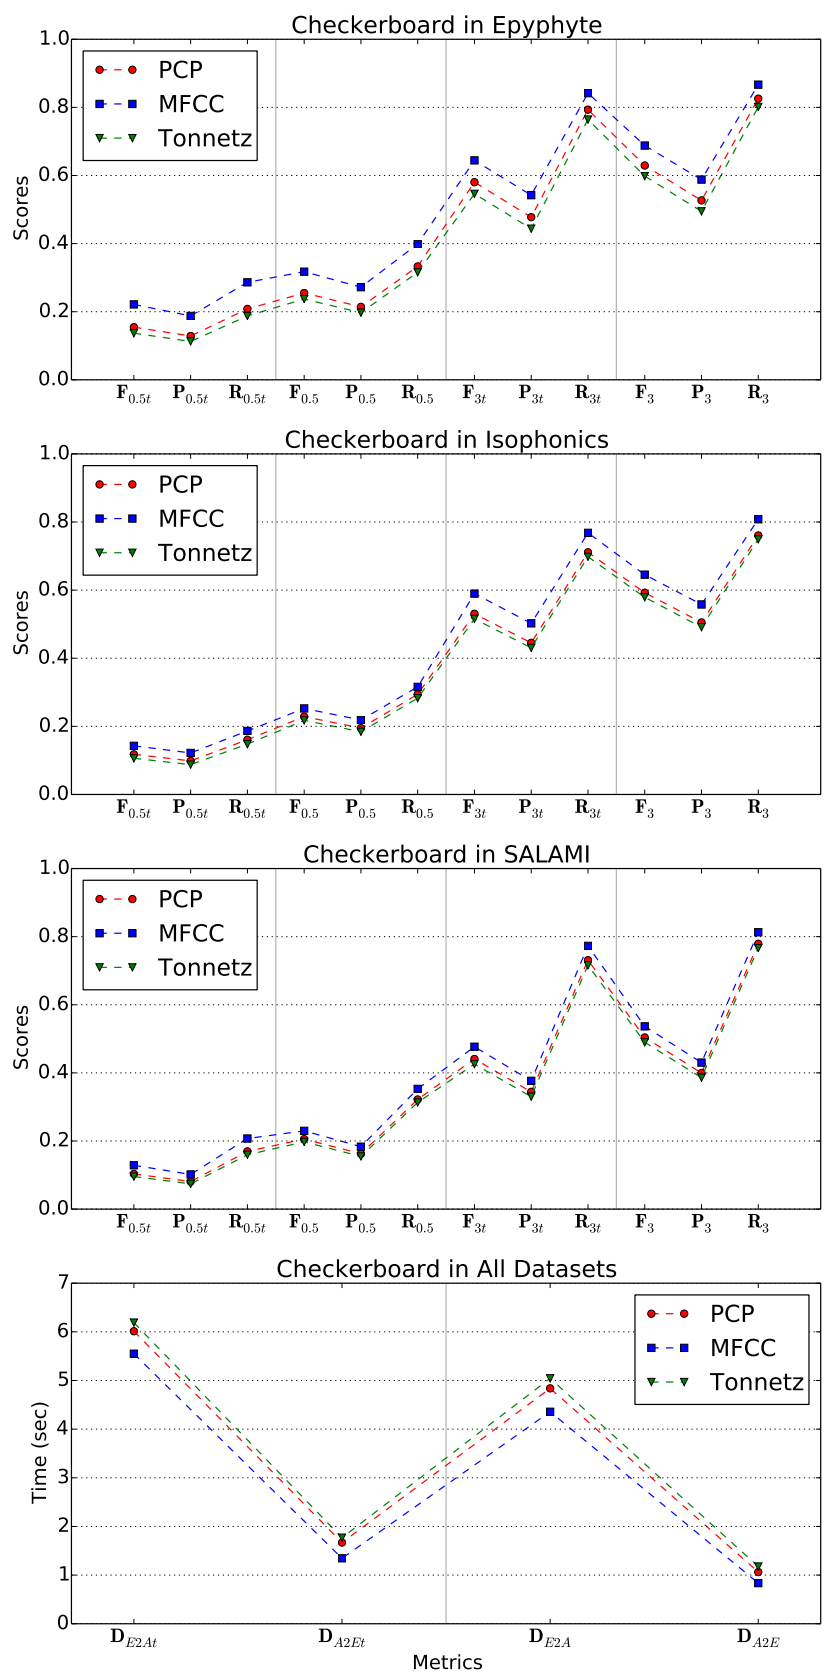 Checkerboard in Epyphyte
1.0
0.8
0.6
0.4
0.2
0.0
Scores
PCP
MFCC
Tonnetz
F0.5t P0.5t R0.5t F0.5 P0.5 R0.5 F3t P3t R3t F3 P3 R3
Checkerboard in Isophonics
1.0
0.8
0.6
0.4
0.2
0.0
Scores
PCP
MFCC
Tonnetz
F0.5t P0.5t R0.5t F0.5 P0.5 R0.5 F3t P3t R3t F3 P3 R3
Checkerboard in SALAMI
1.0
0.8
0.6
0.4
0.2
0.0
Scores
PCP
MFCC
Tonnetz
F0.5t P0.5t R0.5t F0.5 P0.5 R0.5 F3t P3t R3t F3 P3 R3
Checkerboard in All Datasets
7
6
5
4
3
2
1
0
Time (sec)
PCP
MFCC
Tonnetz
DE2At DA2Et DE2A DA2E
Metrics